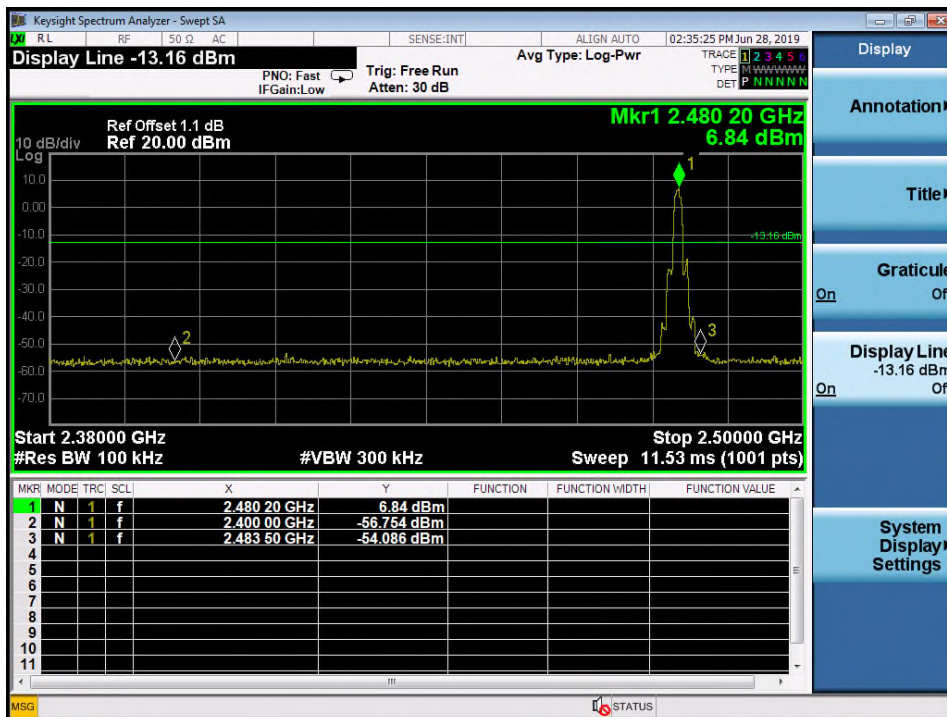 Keysight Spectrum Analyzer - Swept SA
LXI RL RF 50 Ω AC SENSE:INT ALIGN AUTO 02:35:25 PM Jun 28, 2019
Display Line -13.16 dBm
PNO: Fast
IFGain:Low
Trig: Free Run
Atten: 30 dB
Avg Type: Log-Pwr
TRACE 1 2 3 4 5 6
TYPE M W W W W W
DET P N N N N N
Mkr1 2.480 20 GHz
6.84 dBm
Ref Offset 1.1 dB
10 dB/div Ref 20.00 dBm
Log
1
10.0
0.00
-10.0
-13.16 dBm
-20.0
-30.0
-40.0
-50.0
2
3
-60.0
-70.0
Start 2.38000 GHz Stop 2.50000 GHz
#Res BW 100 kHz #VBW 300 kHz Sweep 11.53 ms (1001 pts)
MKR MODE TRC SCL X Y FUNCTION FUNCTION WIDTH FUNCTION VALUE
1 N 1 f 2.480 20 GHz 6.84 dBm
2 N 1 f 2.400 00 GHz -56.754 dBm
3 N 1 f 2.483 50 GHz -54.086 dBm
4
5
6
7
8
9
10
11
MSG STATUS
Display
Annotation
Title
Graticule
On Of
Display Line
-13.16 dBm
On Of
System
Display
Settings